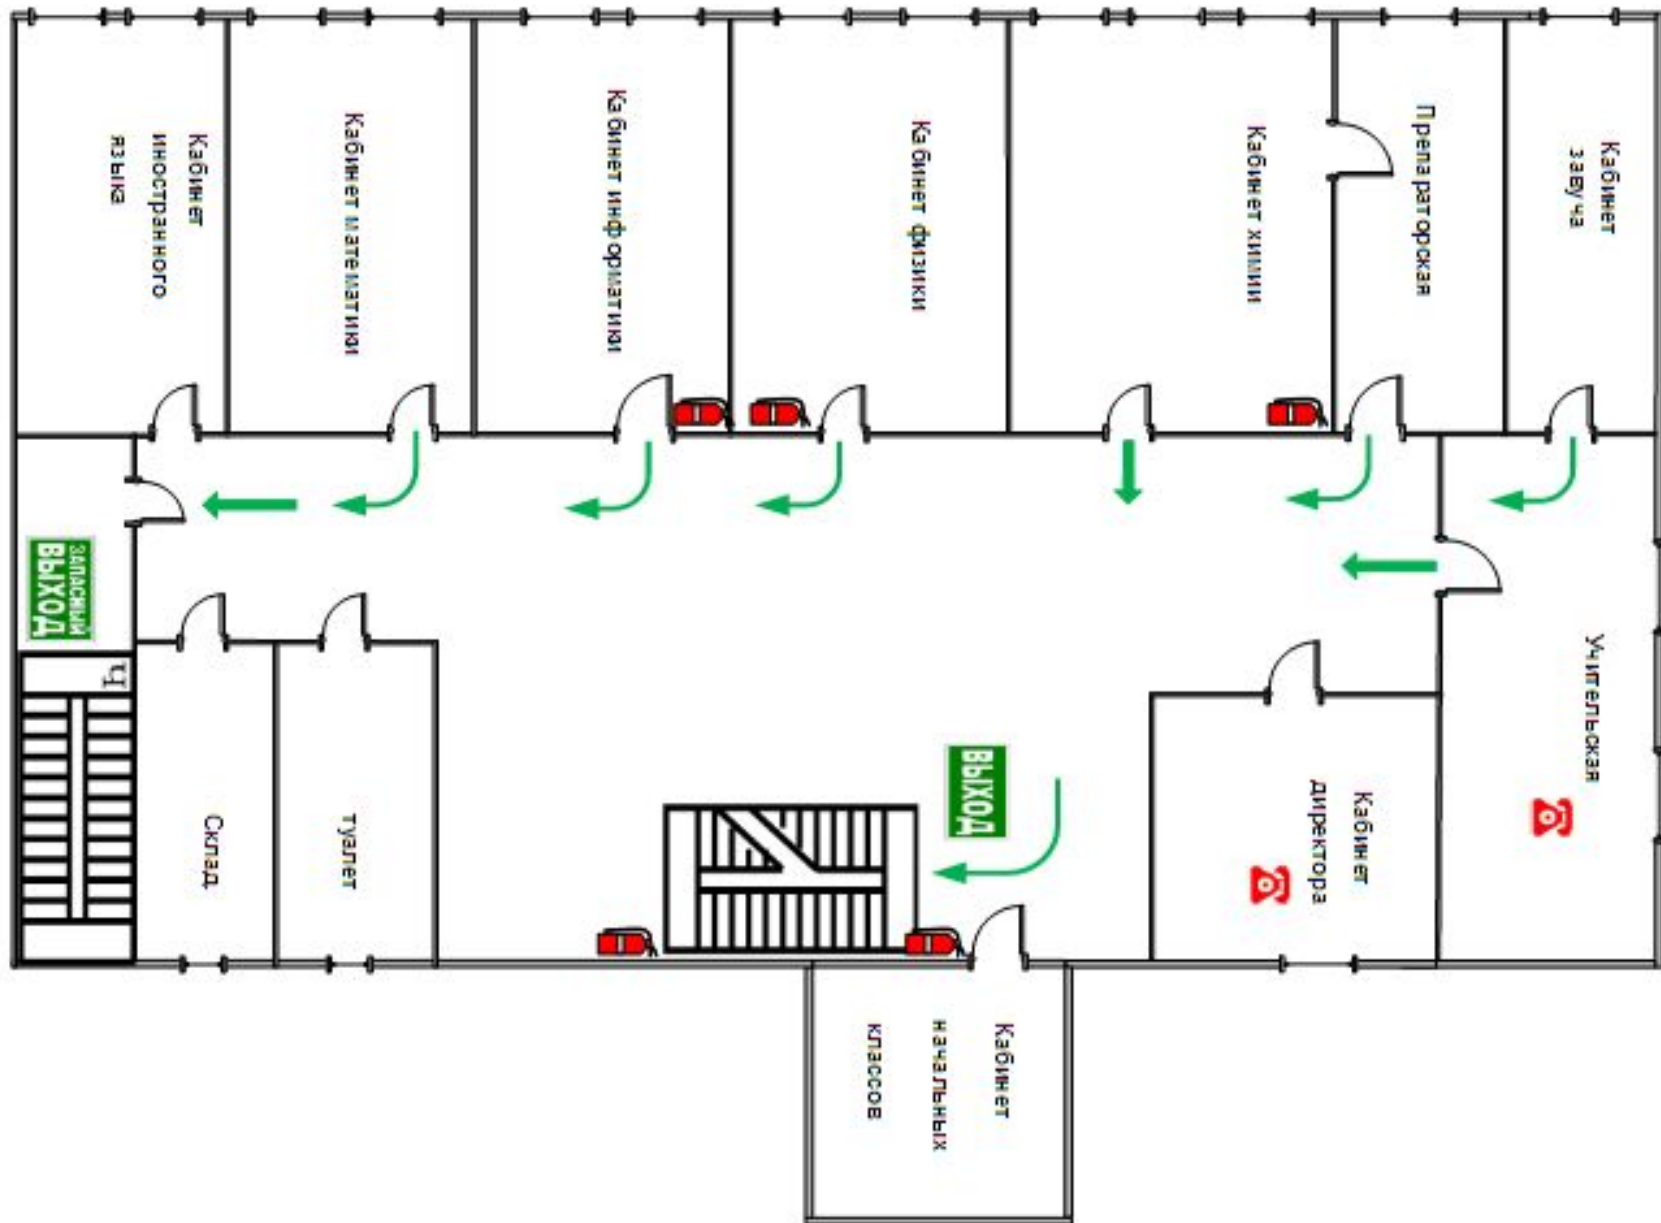 Кабинет
иностранного
языка
Кабинет математики
Кабинет информатики
Кабинет физики
Кабинет химии
Препараторская
Кабинет
завуча
ЗАПАСНЫЙ
ВЫХОД
Учительская
ВЫХОД
Кабинет
директора
Склад
туалет
Кабинет
начальных
классов